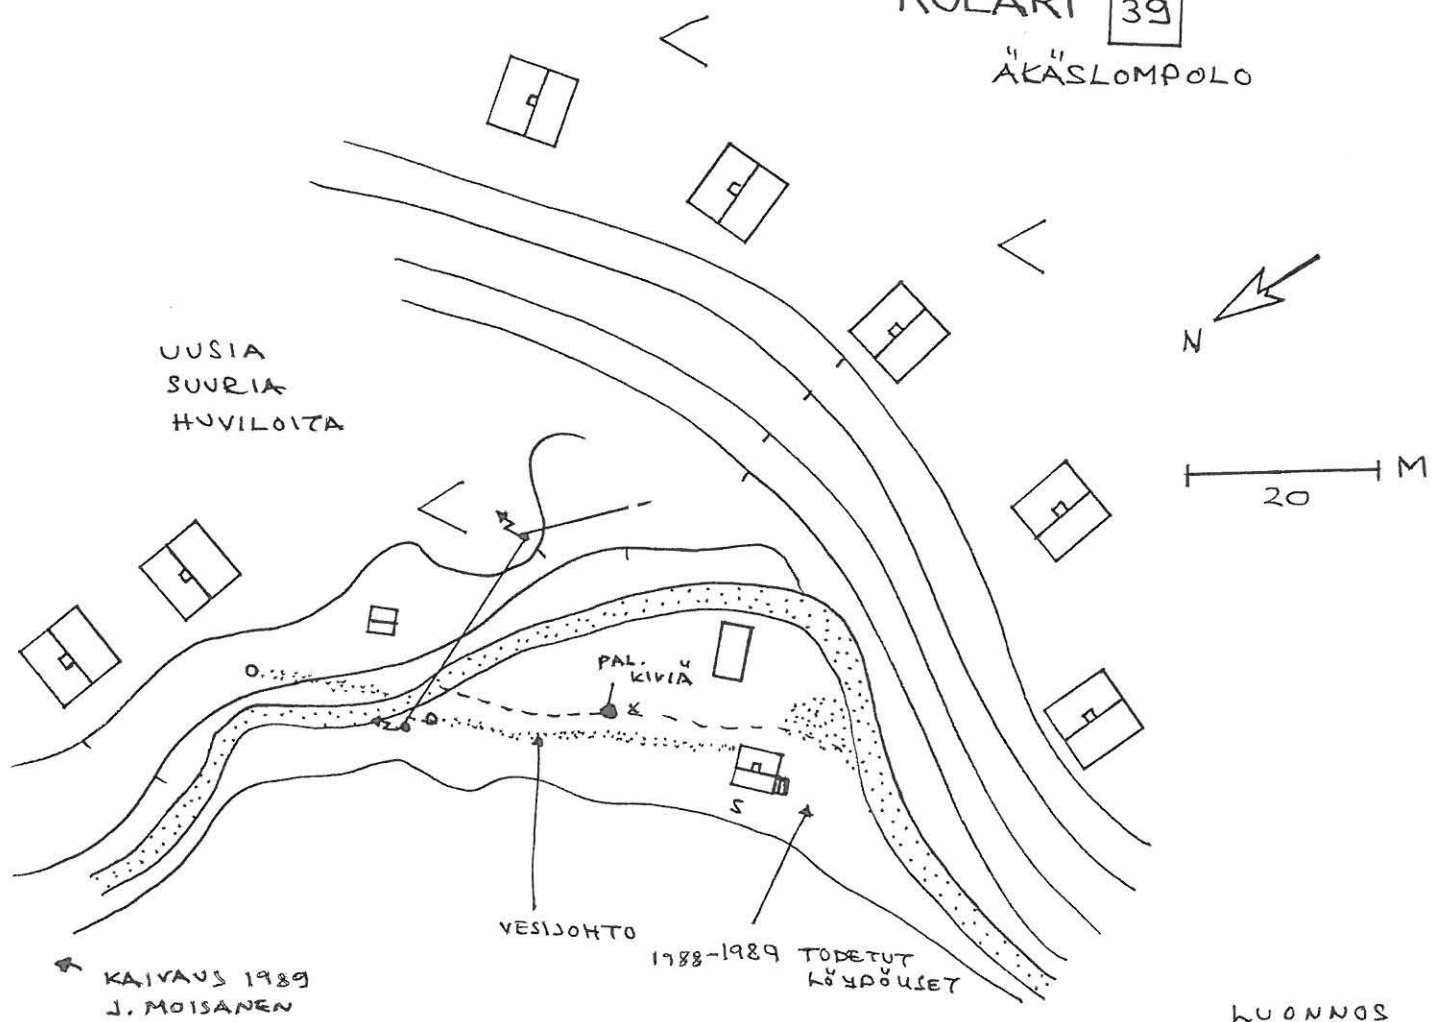 KOLARI 39
ÄKÄSLOMPOLO
UUSIA
SUURIA
HUVILOITA
N
20 M
PAL.
KIVIÄ
X
S
VESIJOHTO
1988-1989 TODETUT
LÖYDÖKSET
KAIVAUS 1989
J. MOISANEN
LUONNOS